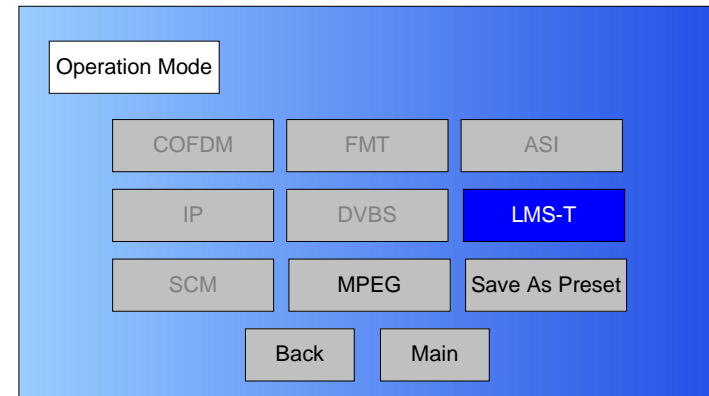 Operation Mode
COFDM FMT ASI
IP DVBS LMS-T
SCM MPEG Save As Preset
Back Main